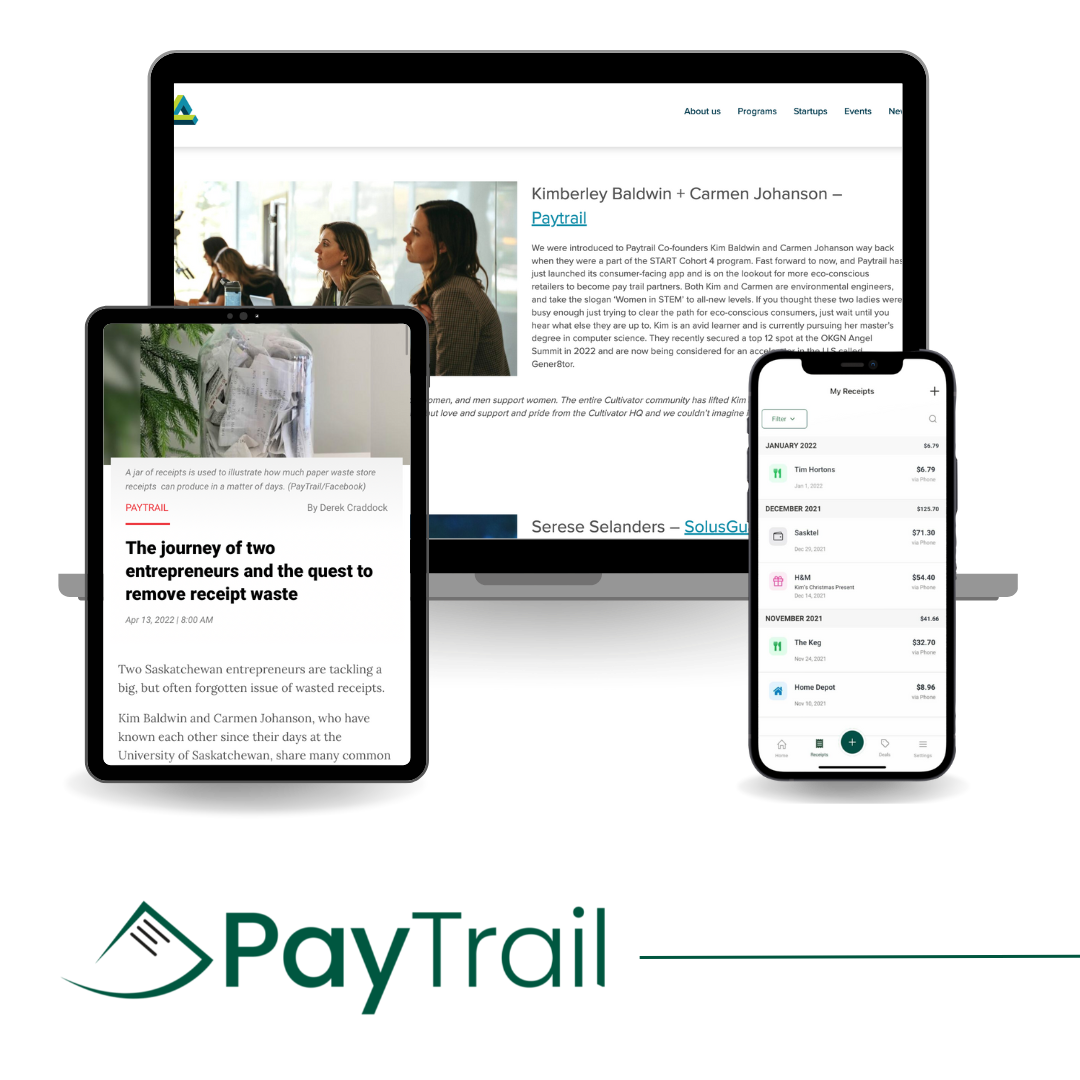 About us Programs Startups Events
Kimberley Baldwin + Carmen Johanson –
Paytrail
We were introduced to Paytrail Co-founders Kim Baldwin and Carmen Johanson way back
when they were a part of the START Cohort 4 program. Fast forward to now, and Paytrail has
just launched its consumer-facing app and is on the lookout for more eco-conscious
retailers to become pay trail partners. Both Kim and Carmen are environmental engineers,
and take the slogan 'Women in STEM' to all-new levels. If you thought these two ladies were
busy enough just trying to clear the path for eco-conscious consumers, just wait until you
hear what else they are up to. Kim is an avid learner and is currently pursuing her master's
degree in computer science. They recently secured a top 12 spot at the OKGN Angel
Summit in 2022 and are now being considered for an accelerator in the U.S called
Gener8tor.
omen, and men support women. The entire Cultivator community has lifted Kim
out love and support and pride from the Cultivator HQ and we couldn't imagine
Serese Selanders – SolusGu
A jar of receipts is used to illustrate how much paper waste store
receipts can produce in a matter of days. (PayTrail/Facebook)
PAYTRAIL By Derek Craddock
The journey of two
entrepreneurs and the quest to
remove receipt waste
Apr 13, 2022 | 8:00 AM
Two Saskatchewan entrepreneurs are tackling a
big, but often forgotten issue of wasted receipts.
Kim Baldwin and Carmen Johanson, who have
known each other since their days at the
University of Saskatchewan, share many common
My Receipts +
Filter
JANUARY 2022 $6.79
Tim Hortons $6.79
via Phone
Jan 1, 2022
DECEMBER 2021 $125.70
Sasktel $71.30
via Phone
Dec 20, 2021
H&M $54.40
Kim's Christmas Present via Phone
Dec 14, 2021
NOVEMBER 2021 $41.66
The Keg $32.70
via Phone
Nov 24, 2021
Home Depot $8.96
via Phone
Nov 10, 2021
+
Home Receipts Deals Settings
PayTrail